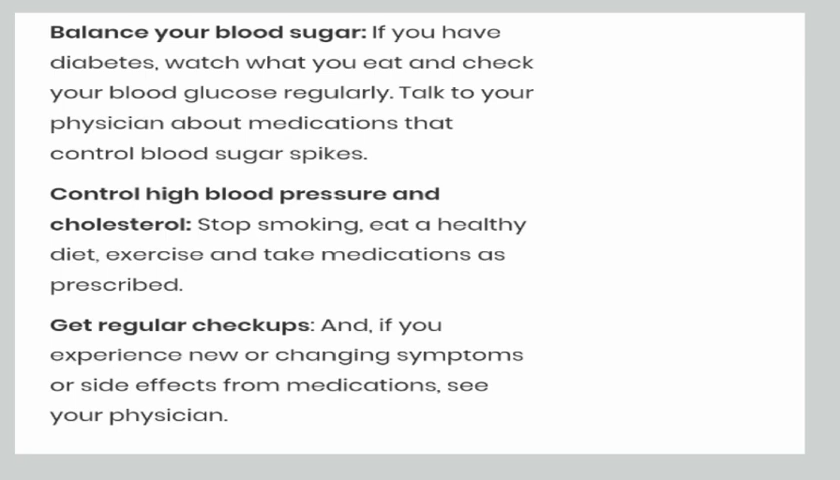 Balance your blood sugar: If you have
diabetes, watch what you eat and check
your blood glucose regularly. Talk to your
physician about medications that
control blood sugar spikes.
Control high blood pressure and
cholesterol: Stop smoking, eat a healthy
diet, exercise and take medications as
prescribed.
Get regular checkups: And, if you
experience new or changing symptoms
or side effects from medications, see
your physician.